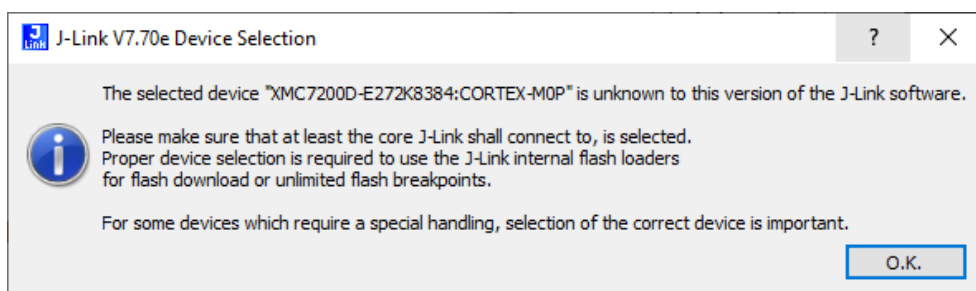 J Link J-Link V7.70e Device Selection ? X
The selected device "XMC7200D-E272K8384:CORTEX-M0P" is unknown to this version of the J-Link software.
Please make sure that at least the core J-Link shall connect to, is selected.
Proper device selection is required to use the J-Link internal flash loaders
for flash download or unlimited flash breakpoints.
For some devices which require a special handling, selection of the correct device is important.
O.K.